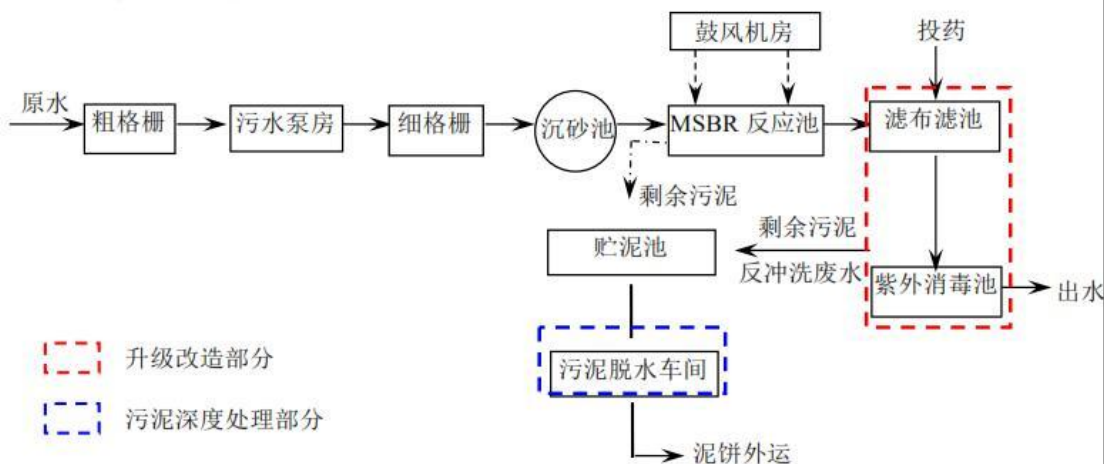 鼓风机房
投药
原水
粗格栅
污水泵房
细格栅
沉砂池
MSBR 反应池
滤布滤池
剩余污泥
贮泥池
剩余污泥
反冲洗废水
紫外消毒池
出水
升级改造部分
污泥脱水车间
污泥深度处理部分
泥饼外运